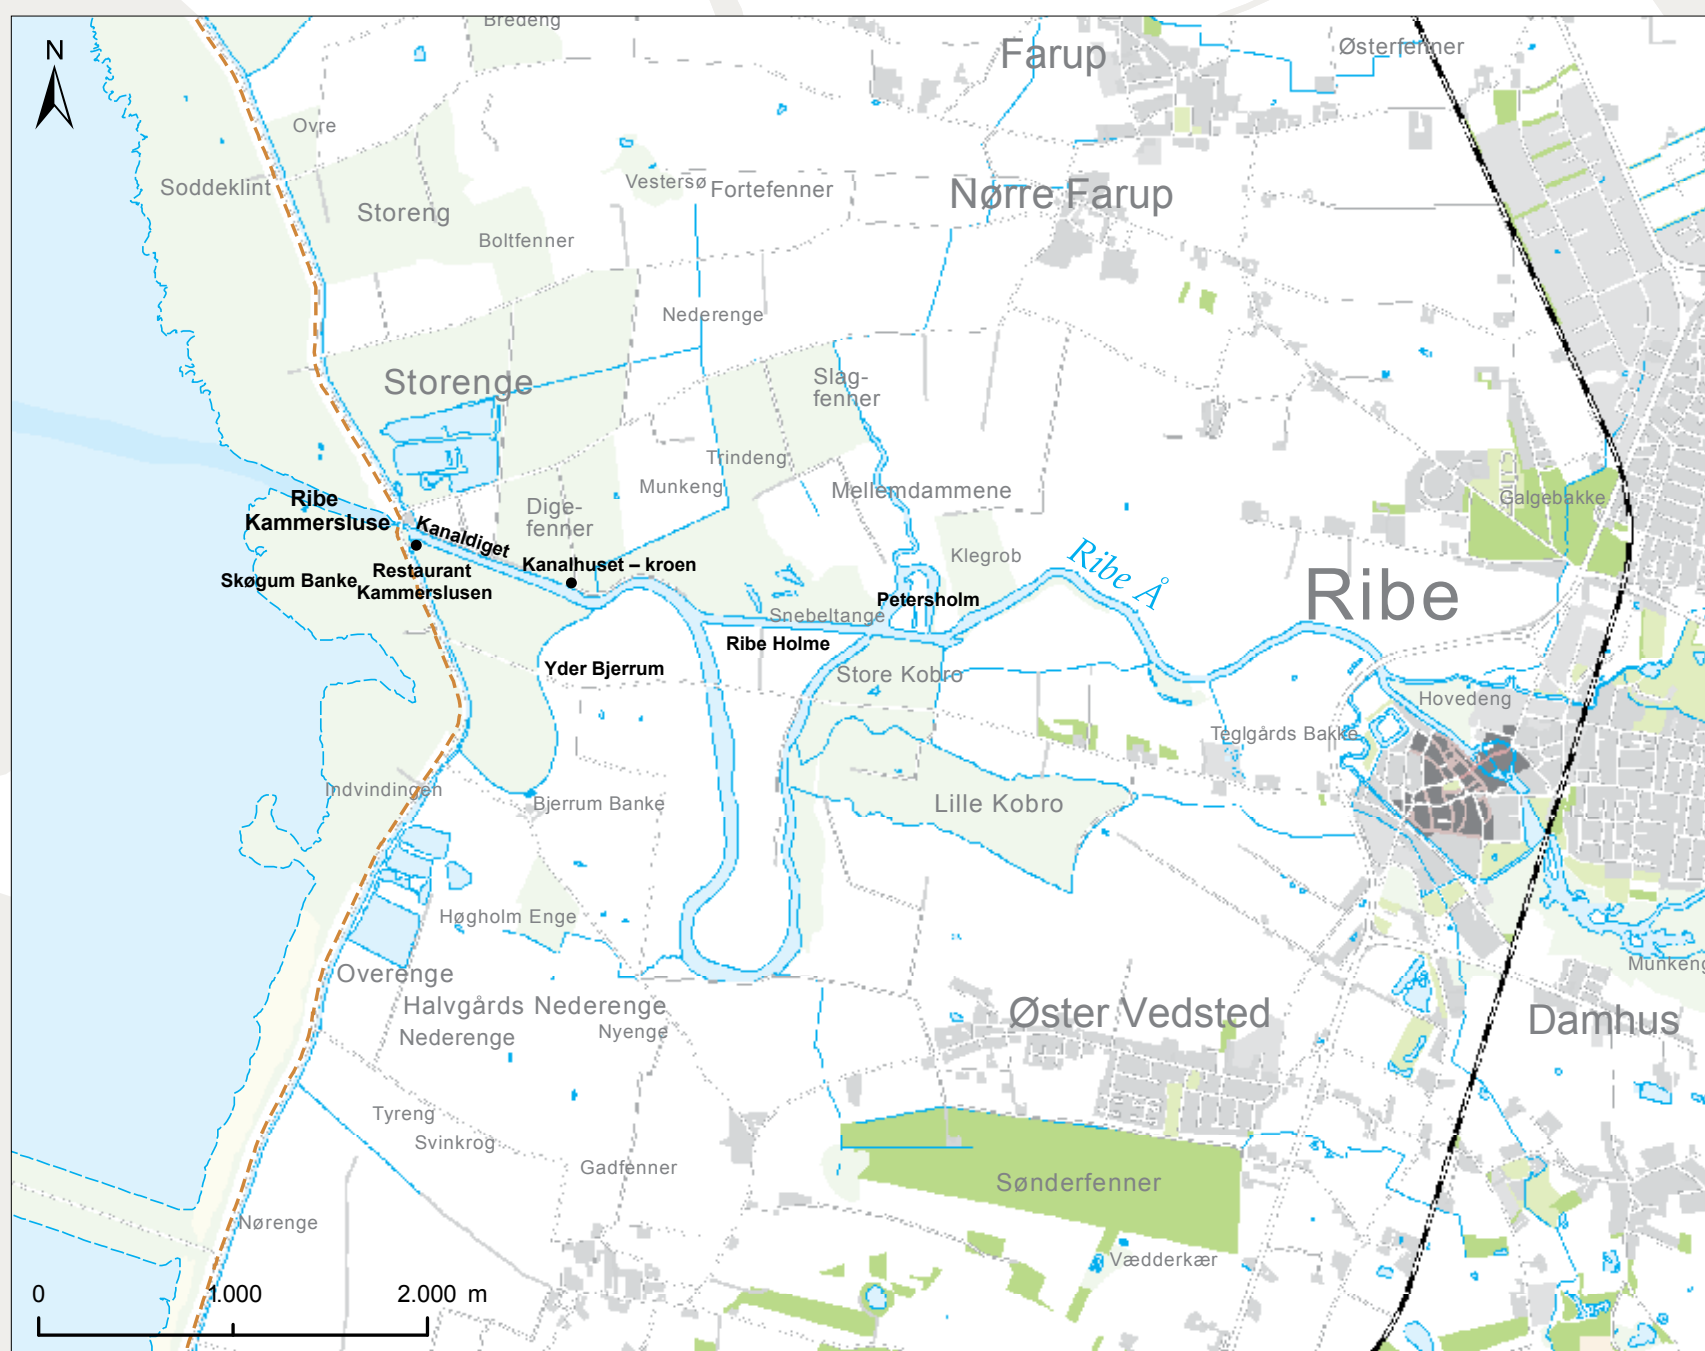 Bredeng
N
Farup
Østerfenner
Ovre
Soddeklint
Vestersø
Fortefenner
Nørre Farup
Storeng
Boltfenner
Nederenge
Storenge
Slag-
fenner
Trindeng
Munkeng
Mellemdammene
Galgebakke
Ribe
Kammersluse
Dige-
fenner
Kanaldiget
Klegrob
Ribe Å
Ribe
Kanalhuset – kroen
Restaurant
Kammerslusen
Skøgum Banke
Petersholm
Snebeltange
Ribe Holme
Yder Bjerrum
Store Kobro
Hovedeng
Teglgårds Bakke
Indvindingen
Bjerrum Banke
Lille Kobro
Høgholm Enge
Overenge
Munkeng
Halvgårds Nederenge
Øster Vedsted
Damhus
Nederenge
Nyenge
Tyreng
Svinkrog
Gadfenner
Sønderfenner
Nørenge
Vædderkær
0 1.000 2.000 m